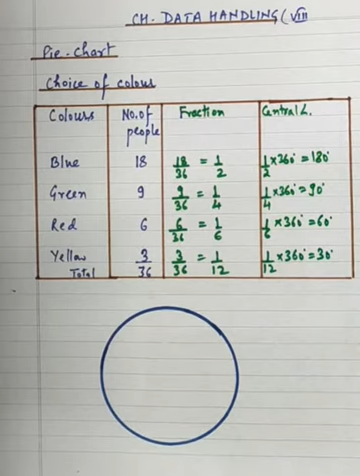 CH. DATA HANDLING (VIII
Pie-Chart
Choice of colour
Colours No. of people Fraction Central ∠.
Blue 18 18/36 = 1/2 1/2 × 360° = 180°
Green 9 9/36 = 1/4 1/4 × 360° = 90°
Red 6 6/36 = 1/6 1/6 × 360° = 60°
Yellow 3 3/36 = 1/12 1/12 × 360° = 30°
Total 36